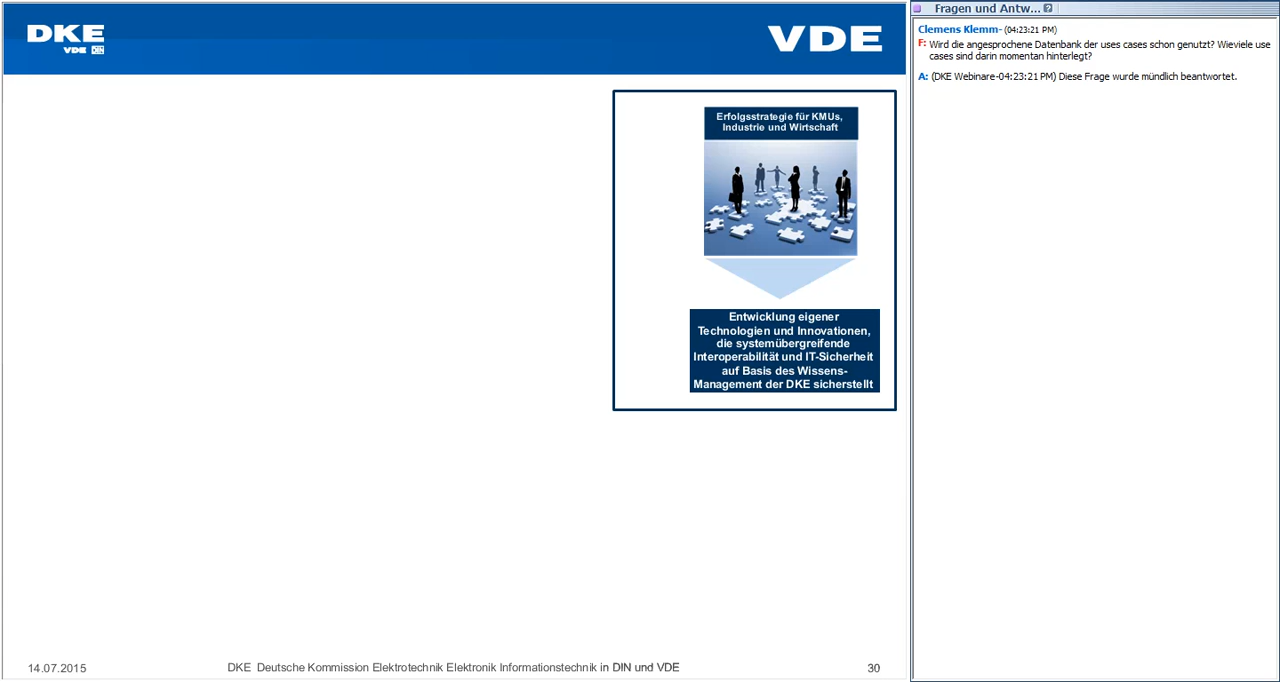 DKE
VDE DIN
VDE
Erfolgsstrategie für KMUs,
Industrie und Wirtschaft
Entwicklung eigener
Technologien und Innovationen,
die systemübergreifende
Interoperabilität und IT-Sicherheit
auf Basis des Wissens-
Management der DKE sicherstellt
14.07.2015
DKE Deutsche Kommission Elektrotechnik Elektronik Informationstechnik in DIN und VDE
30
Fragen und Antw... ?
Clemens Klemm- (04:23:21 PM)
F: Wird die angesprochene Datenbank der uses cases schon genutzt? Wieviele use
cases sind darin momentan hinterlegt?
A: (DKE Webinare-04:23:21 PM) Diese Frage wurde mündlich beantwortet.